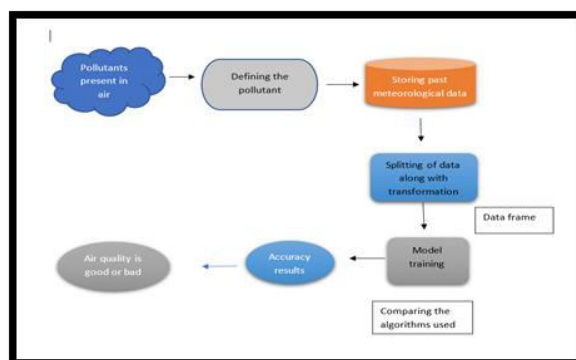 Pollutants
present in
air
Defining the
pollutant
Storing past
meteorological data
Splitting of data
along with
transformation
Data frame
Model
training
Accuracy
results
Air quality is
good or bad
Comparing the
algorithms used